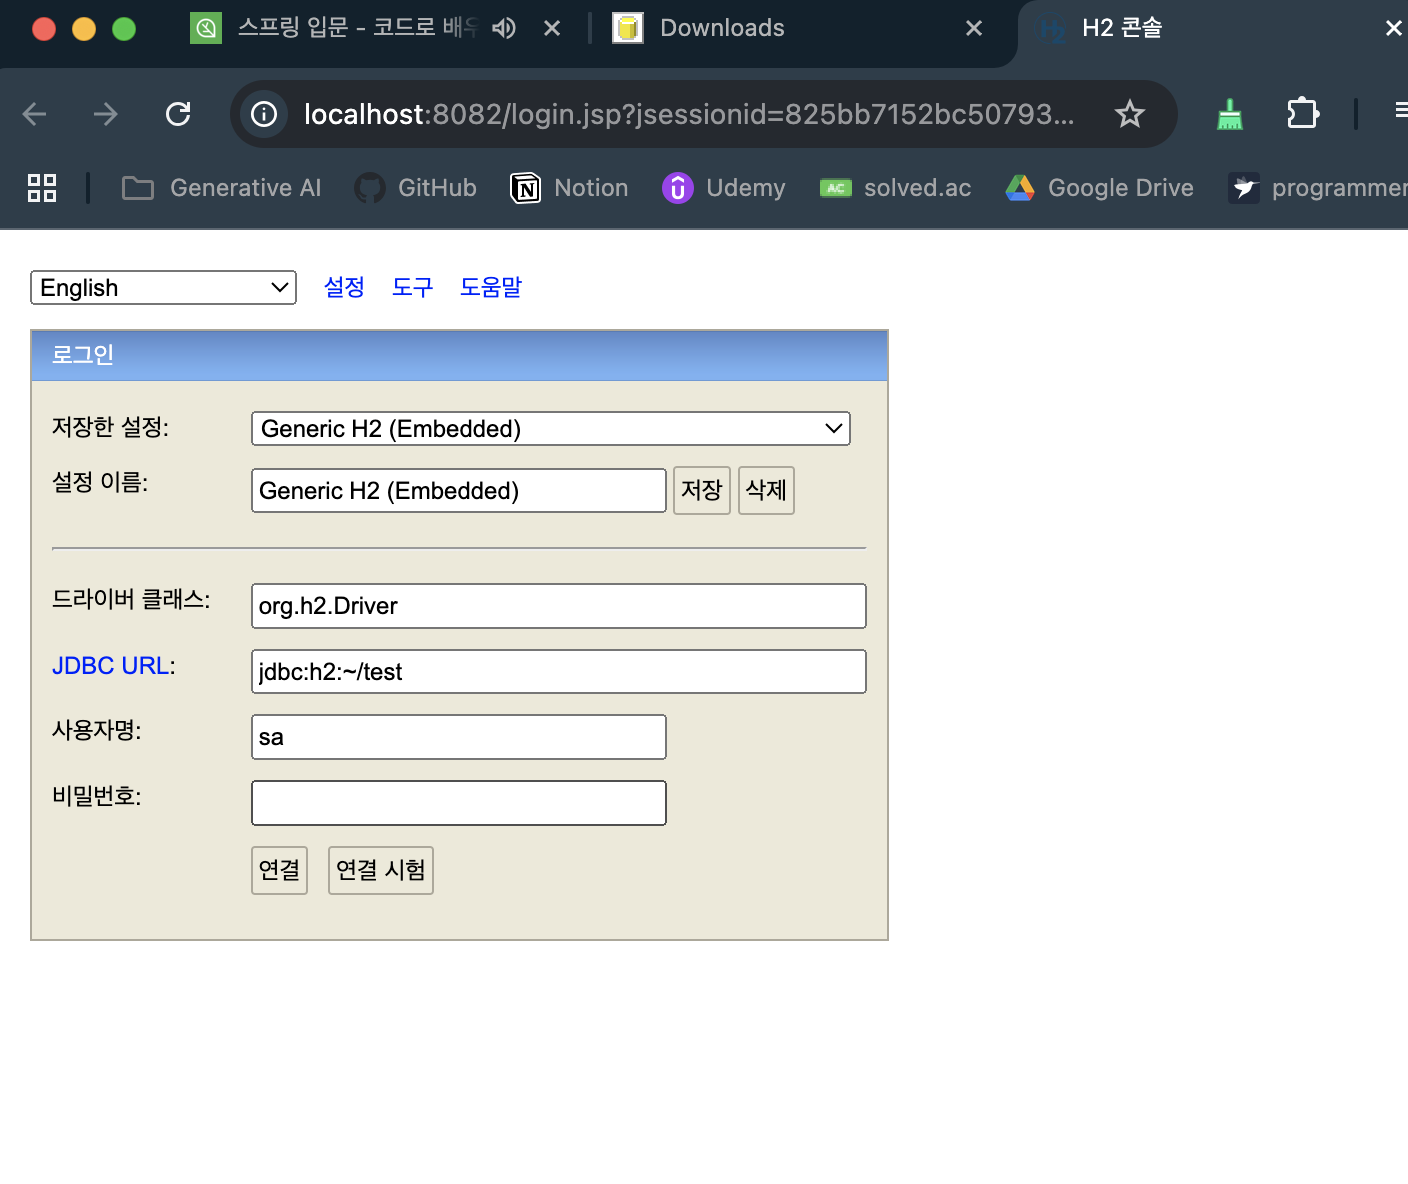 스프링 입문 - 코드로 배우
Downloads
H2 콘솔
localhost:8082/login.jsp?jsessionid=825bb7152bc50793...
Generative AI
GitHub
Notion
Udemy
AC
solved.ac
Google Drive
programmer
English
설정
도구
도움말
로그인
저장한 설정:
Generic H2 (Embedded)
설정 이름:
Generic H2 (Embedded)
저장
삭제
드라이버 클래스:
org.h2.Driver
JDBC URL:
jdbc:h2:~/test
사용자명:
sa
비밀번호:
연결
연결 시험